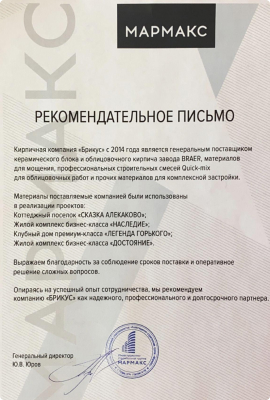 МАРМАКС
РЕКОМЕНДАТЕЛЬНОЕ ПИСЬМО
Кирпичная компания «Брикус» с 2014 года является генеральным поставщиком
керамического блока и облицовочного кирпича завода BRAER, материалов
для мощения, профессиональных строительных смесей Quick-mix
для облицовочных работ и прочих материалов для комплексной застройки.
Материалы поставляемые компанией были использованы
в реализации проектов:
Коттеджный поселок «СКАЗКА АЛЕКАКОВО»;
Жилой комплекс бизнес-класса «НАСЛЕДИЕ»;
Клубный дом премиум-класса «ЛЕГЕНДА ГОРЬКОГО»;
Жилой комплекс бизнес-класса «ДОСТОЯНИЕ».
Выражаем благодарность за соблюдение сроков поставки и оперативное
решение сложных вопросов.
Опираясь на успешный опыт сотрудничества, мы рекомендуем
компанию «БРИКУС» как надежного, профессионального и долгосрочного партнера.
Генеральный директор
Ю.В. Юров
МАРМАКС